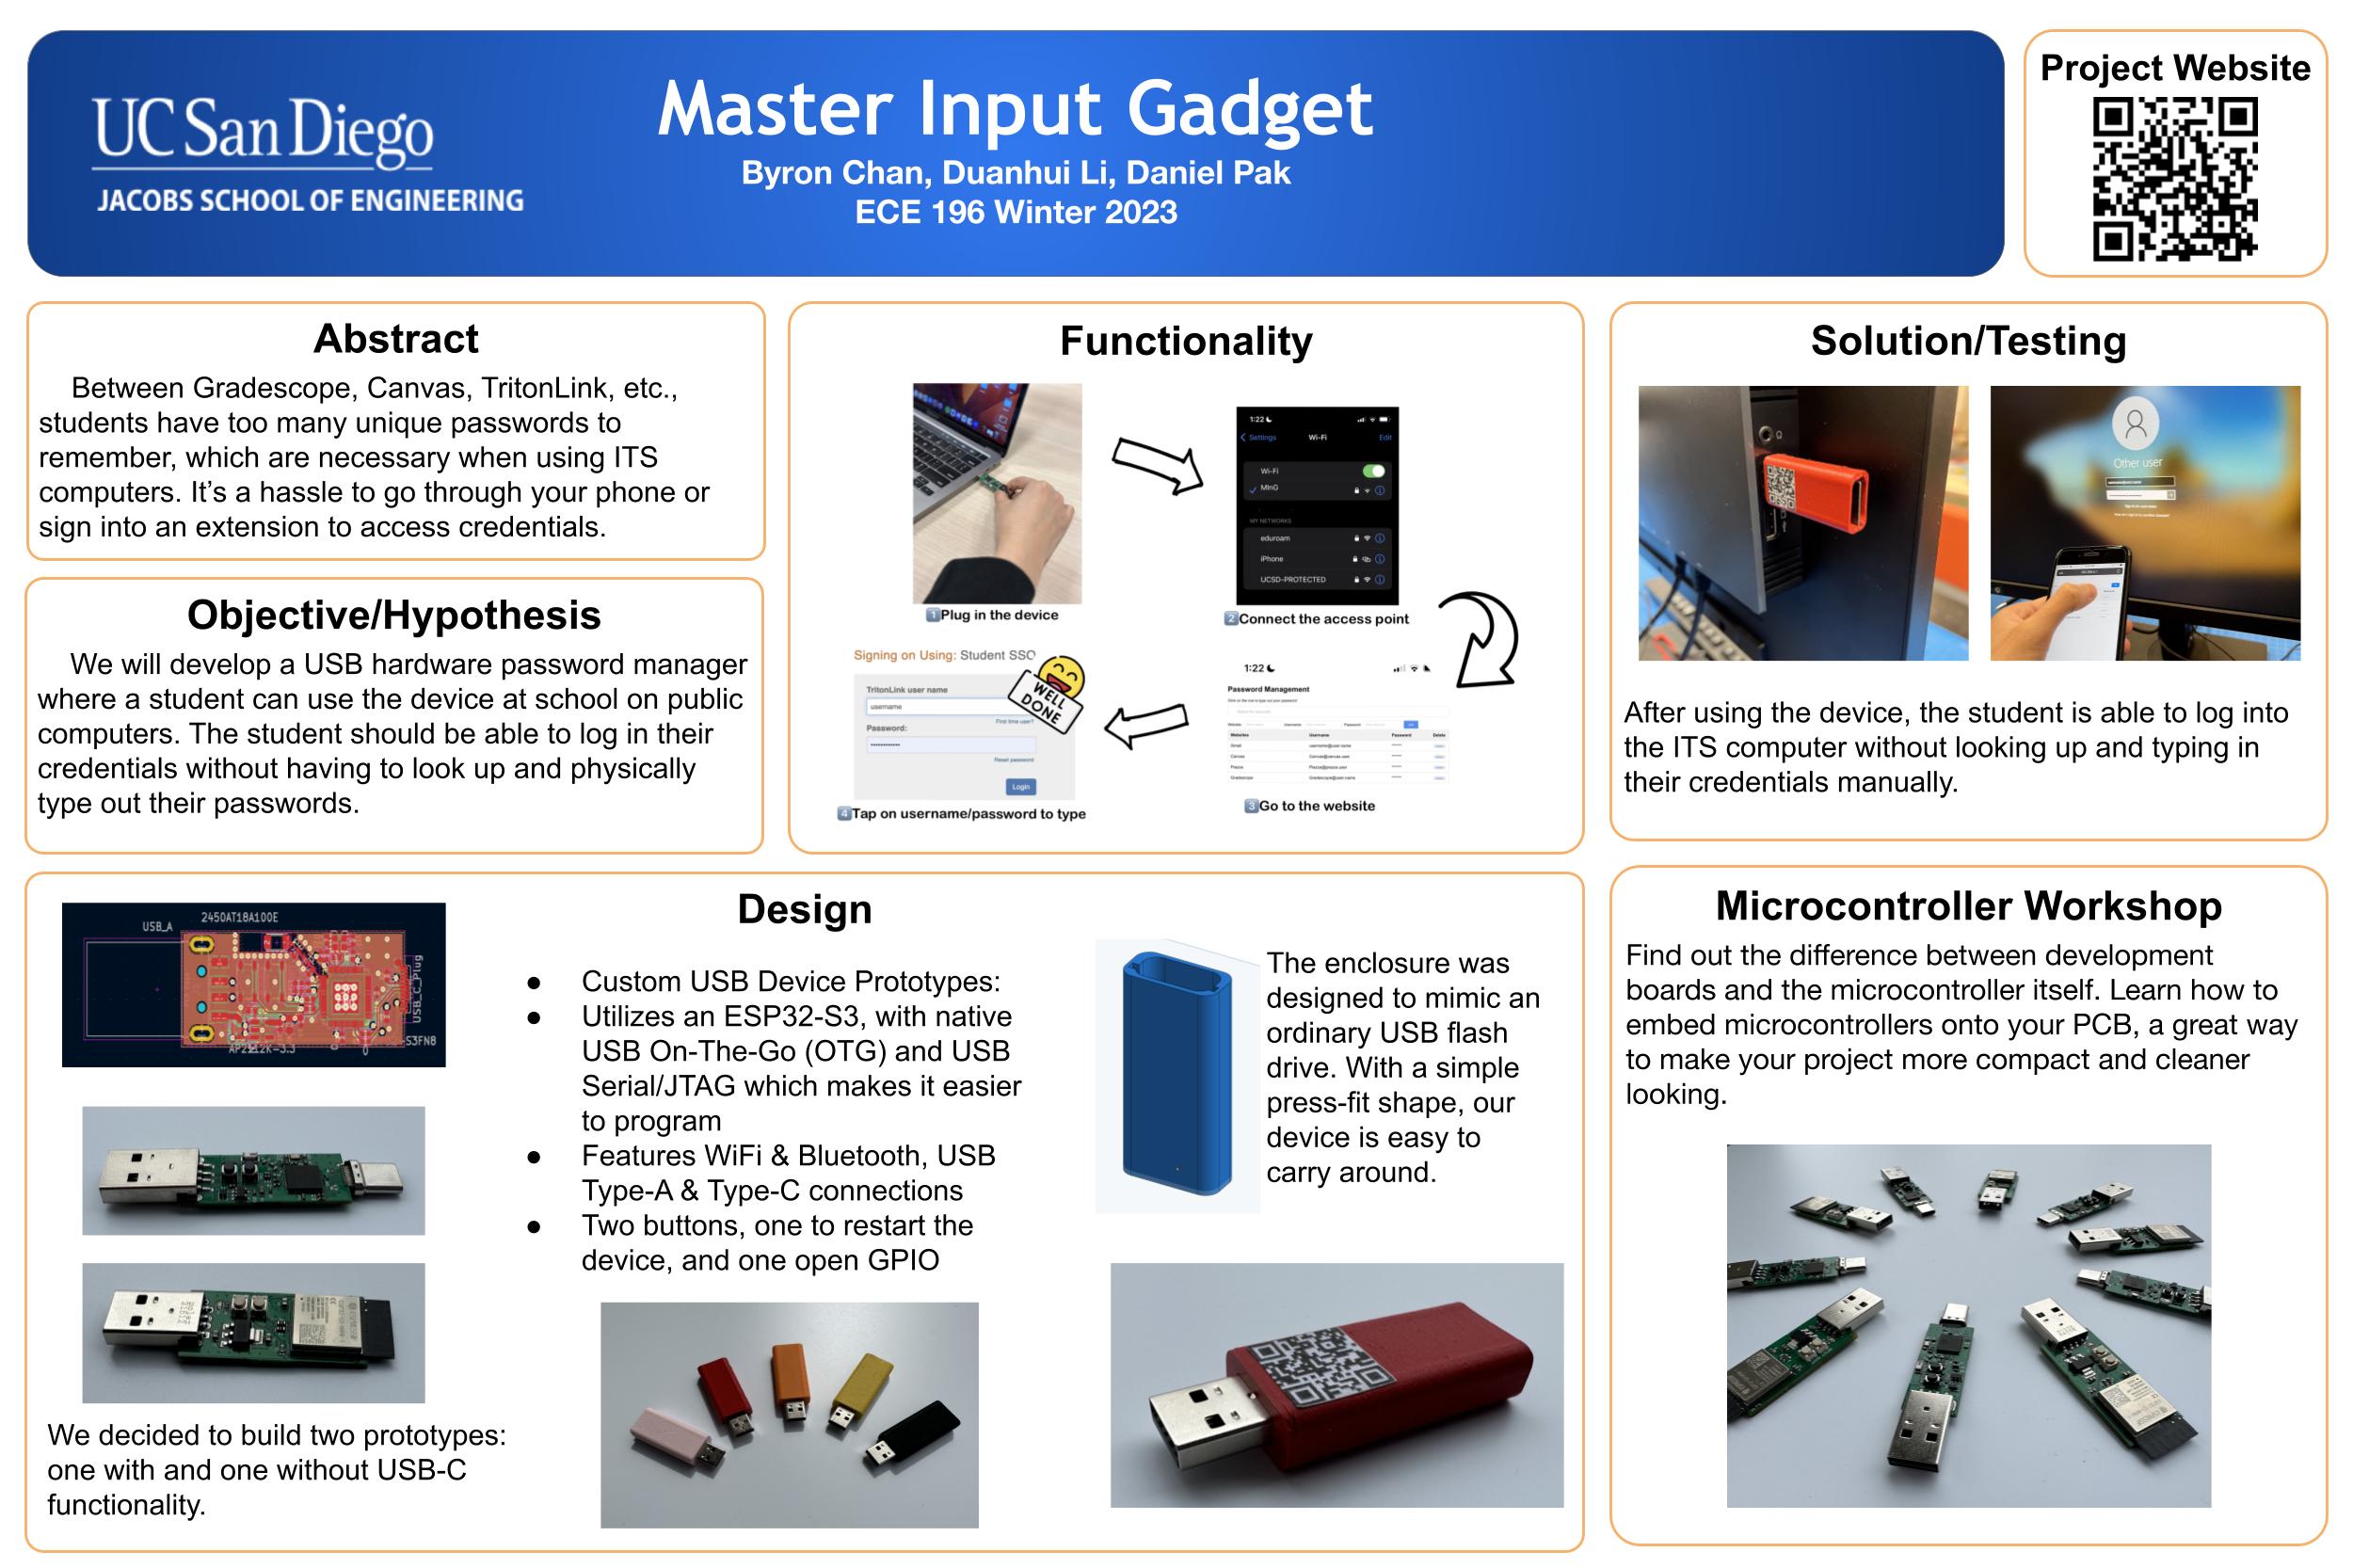 UC San Diego
JACOBS SCHOOL OF ENGINEERING
Master Input Gadget
Byron Chan, Duanhui Li, Daniel Pak
ECE 196 Winter 2023
Project Website
Abstract
Between Gradescope, Canvas, TritonLink, etc.,
students have too many unique passwords to
remember, which are necessary when using ITS
computers. It’s a hassle to go through your phone or
sign into an extension to access credentials.
Objective/Hypothesis
We will develop a USB hardware password manager
where a student can use the device at school on public
computers. The student should be able to log in their
credentials without having to look up and physically
type out their passwords.
Functionality
1 Plug in the device
1:22
Settings
Wi-Fi
Edit
Wi-Fi
MInG
MY NETWORKS
eduroam
iPhone
UCSD-PROTECTED
2 Connect the access point
1:22
Password Management
Websites Username Password Delete
Gmail
Canvas
Piazza
Gradescope
3 Go to the website
Signing on Using: Student SSO
TritonLink user name
username
First time user?
Password:
Reset password
Login
WELL
DONE
4 Tap on username/password to type
Solution/Testing
Other user
After using the device, the student is able to log into
the ITS computer without looking up and typing in
their credentials manually.
Design
2450AT18A100E
USB_A
USB_C_Plug
-S3FN8
We decided to build two prototypes:
one with and one without USB-C
functionality.
● Custom USB Device Prototypes:
● Utilizes an ESP32-S3, with native
USB On-The-Go (OTG) and USB
Serial/JTAG which makes it easier
to program
● Features WiFi & Bluetooth, USB
Type-A & Type-C connections
● Two buttons, one to restart the
device, and one open GPIO
The enclosure was
designed to mimic an
ordinary USB flash
drive. With a simple
press-fit shape, our
device is easy to
carry around.
Microcontroller Workshop
Find out the difference between development
boards and the microcontroller itself. Learn how to
embed microcontrollers onto your PCB, a great way
to make your project more compact and cleaner
looking.